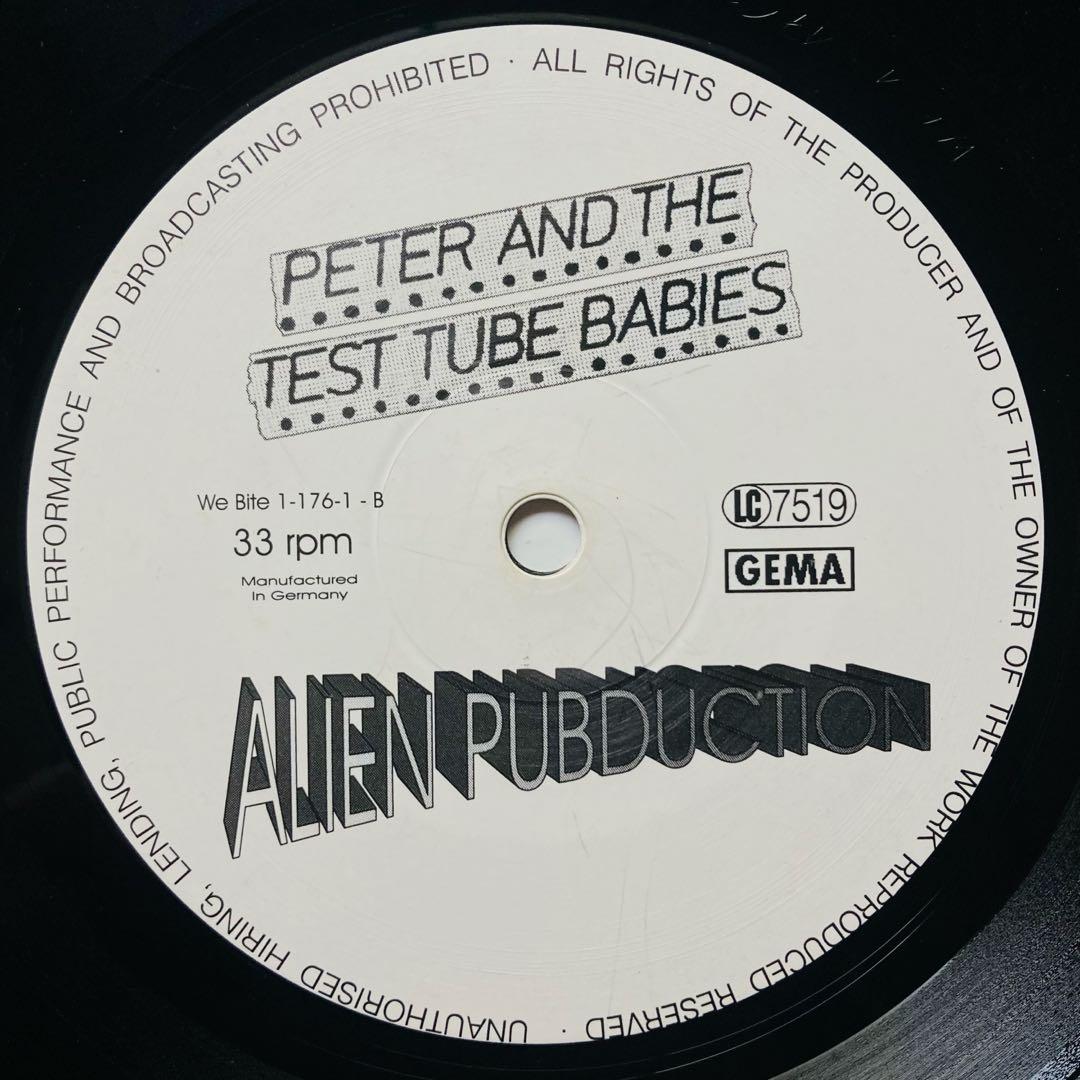 UNAUTHORISED HIRING, LENDING, PUBLIC PERFORMANCE AND BROADCASTING PROHIBITED · ALL RIGHTS OF THE PRODUCER AND OF THE OWNER OF THE WORK REPRODUCED RESERVED ·
PETER AND THE
TEST TUBE BABIES
We Bite 1-176-1 - B
33 rpm
Manufactured
In Germany
LC 7519
GEMA
ALIEN PUBDUCTION